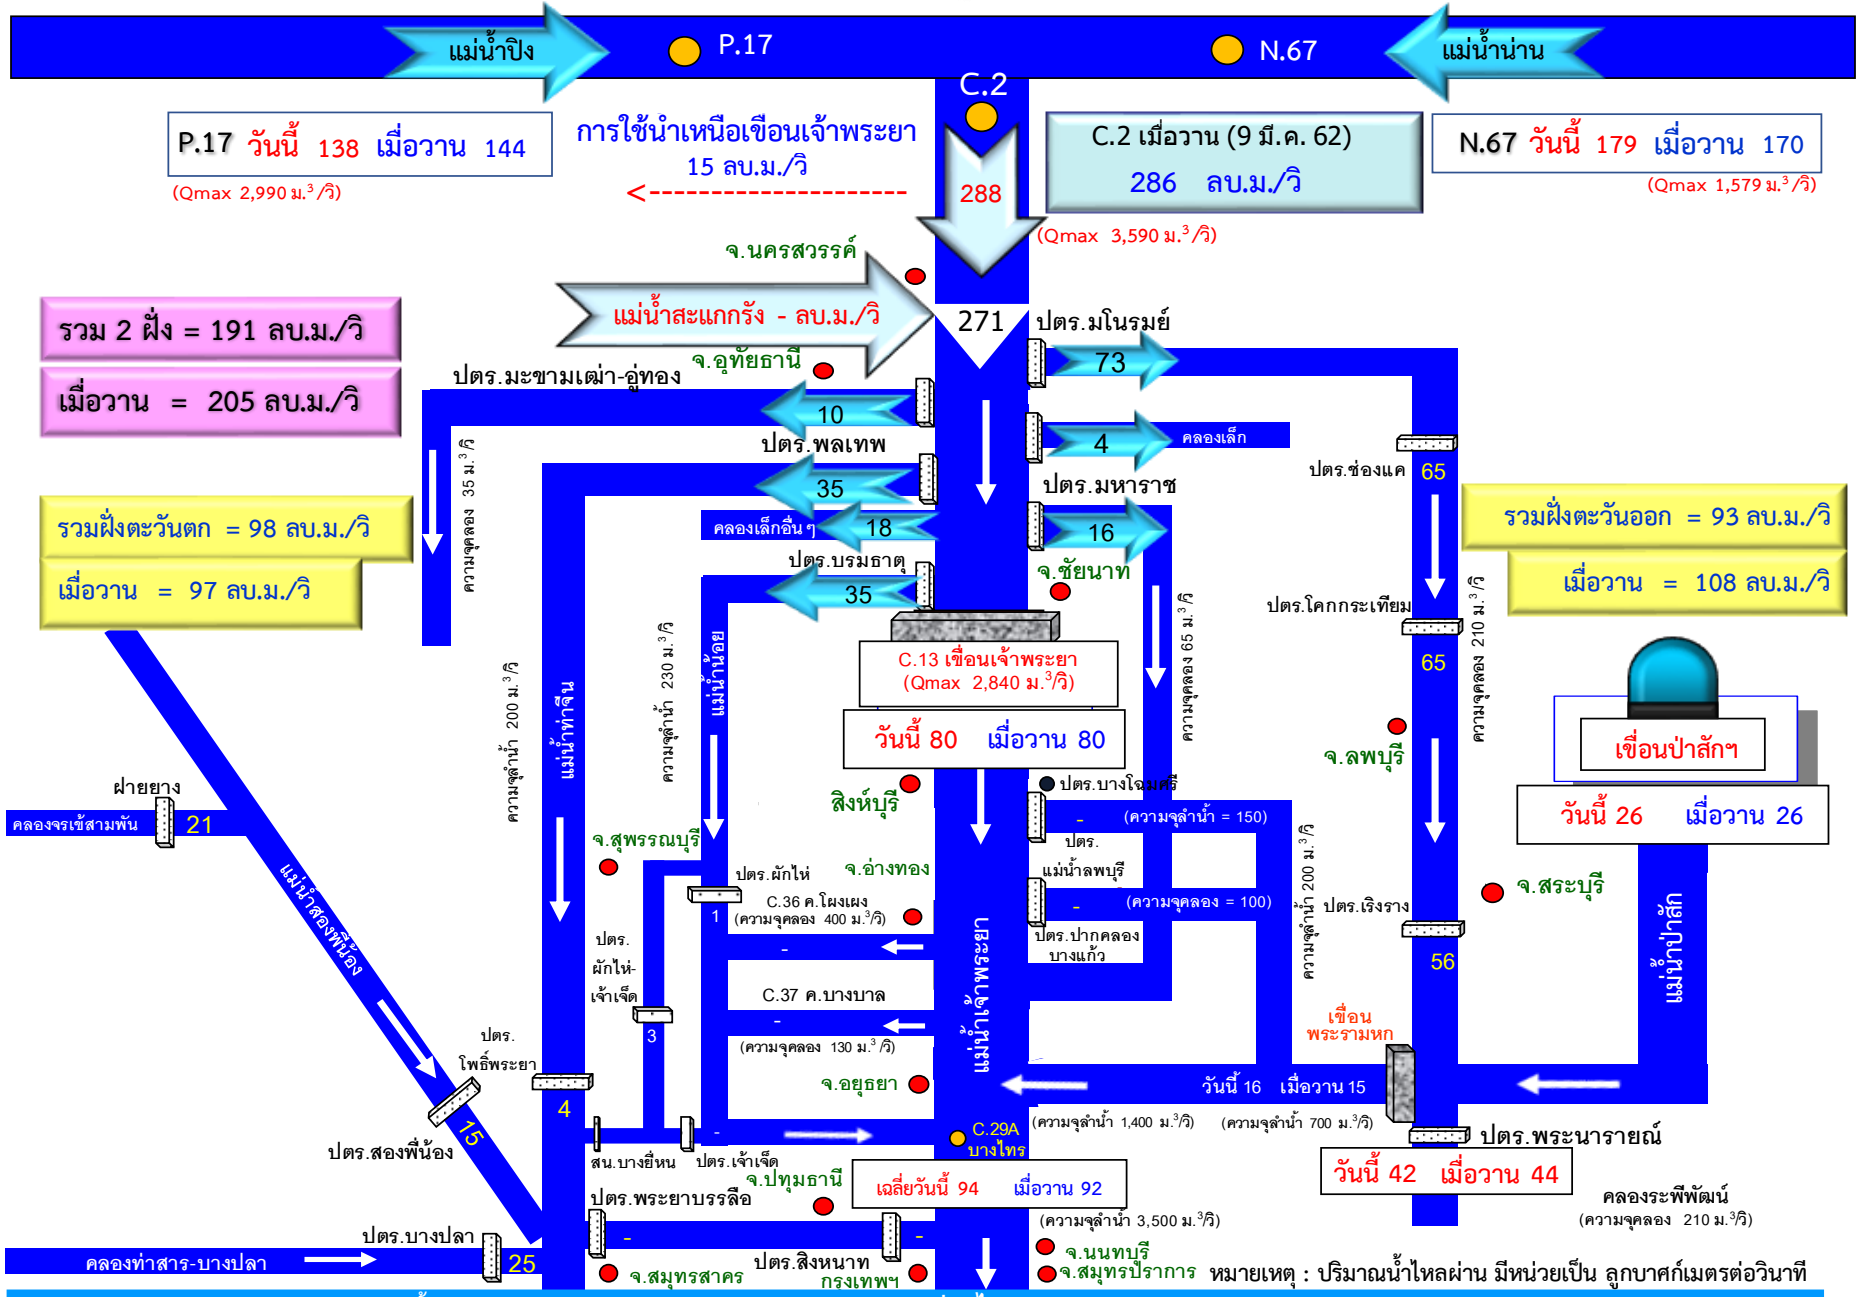 แม่น้ำปิง
P.17
N.67
แม่น้ำน่าน
C.2
P.17 วันนี้ 138 เมื่อวาน 144
(Qmax 2,990 ม.³/วิ)
การใช้น้ำเหนือเขื่อนเจ้าพระยา
15 ลบ.ม./วิ
<--------------------
288
C.2 เมื่อวาน (9 มี.ค. 62)
286 ลบ.ม./วิ
(Qmax 3,590 ม.³/วิ)
N.67 วันนี้ 179 เมื่อวาน 170
(Qmax 1,579 ม.³/วิ)
จ.นครสวรรค์
แม่น้ำสะแกกรัง - ลบ.ม./วิ
271
ปตร.มโนรมย์
73
รวม 2 ฝั่ง = 191 ลบ.ม./วิ
เมื่อวาน = 205 ลบ.ม./วิ
จ.อุทัยธานี
ปตร.มะขามเฒ่า-อู่ทอง
10
4
คลองเล็ก
ปตร.พลเทพ
35
ปตร.ช่องแค
65
ความจุคลอง 35 ม.³/วิ
ปตร.มหาราช
16
คลองเล็กอื่น ๆ
18
รวมฝั่งตะวันตก = 98 ลบ.ม./วิ
เมื่อวาน = 97 ลบ.ม./วิ
รวมฝั่งตะวันออก = 93 ลบ.ม./วิ
เมื่อวาน = 108 ลบ.ม./วิ
ปตร.บรมธาตุ
35
จ.ชัยนาท
ปตร.โคกกระเทียม
65
ความจุคลอง 210 ม.³/วิ
ความจุคลอง 65 ม.³/วิ
C.13 เขื่อนเจ้าพระยา
(Qmax 2,840 ม.³/วิ)
วันนี้ 80 เมื่อวาน 80
ความจุลำน้ำ 200 ม.³/วิ
แม่น้ำท่าจีน
ความจุลำน้ำ 230 ม.³/วิ
แม่น้ำน้อย
จ.ลพบุรี
เขื่อนป่าสักฯ
วันนี้ 26 เมื่อวาน 26
สิงห์บุรี
ปตร.บางโฉมศรี
-
(ความจุลำน้ำ = 150)
ฝายยาง
คลองจรเข้สามพัน
21
จ.สุพรรณบุรี
ปตร.
แม่น้ำลพบุรี
จ.อ่างทอง
ปตร.ผักไห่
1
C.36 ค.โผงเผง
(ความจุคลอง 400 ม.³/วิ)
-
-
(ความจุคลอง = 100)
ความจุลำน้ำ 200 ม.³/วิ
ปตร.เริงราง
56
จ.สระบุรี
แม่น้ำป่าสัก
แม่น้ำสองพี่น้อง
ปตร.ปากคลอง
บางแก้ว
ปตร.
ผักไห่-
เจ้าเจ็ด
3
C.37 ค.บางบาล
-
(ความจุคลอง 130 ม.³/วิ)
แม่น้ำเจ้าพระยา
เขื่อน
พระรามหก
ปตร.
โพธิ์พระยา
4
จ.อยุธยา
วันนี้ 16 เมื่อวาน 15
(ความจุลำน้ำ 1,400 ม.³/วิ)
(ความจุลำน้ำ 700 ม.³/วิ)
15
ปตร.สองพี่น้อง
สน.บางยี่หน
ปตร.เจ้าเจ็ด
-
C.29A
บางไทร
ปตร.พระนารายณ์
วันนี้ 42 เมื่อวาน 44
จ.ปทุมธานี
เฉลี่ยวันนี้ 94 เมื่อวาน 92
(ความจุลำน้ำ 3,500 ม.³/วิ)
คลองระพีพัฒน์
(ความจุคลอง 210 ม.³/วิ)
ปตร.พระยาบรรลือ
-
-
ปตร.บางปลา
คลองท่าสาร-บางปลา
25
ปตร.สิงหนาท
จ.สมุทรสาคร
กรุงเทพฯ
จ.นนทบุรี
จ.สมุทรปราการ
หมายเหตุ : ปริมาณน้ำไหลผ่าน มีหน่วยเป็น ลูกบาศก์เมตรต่อวินาที